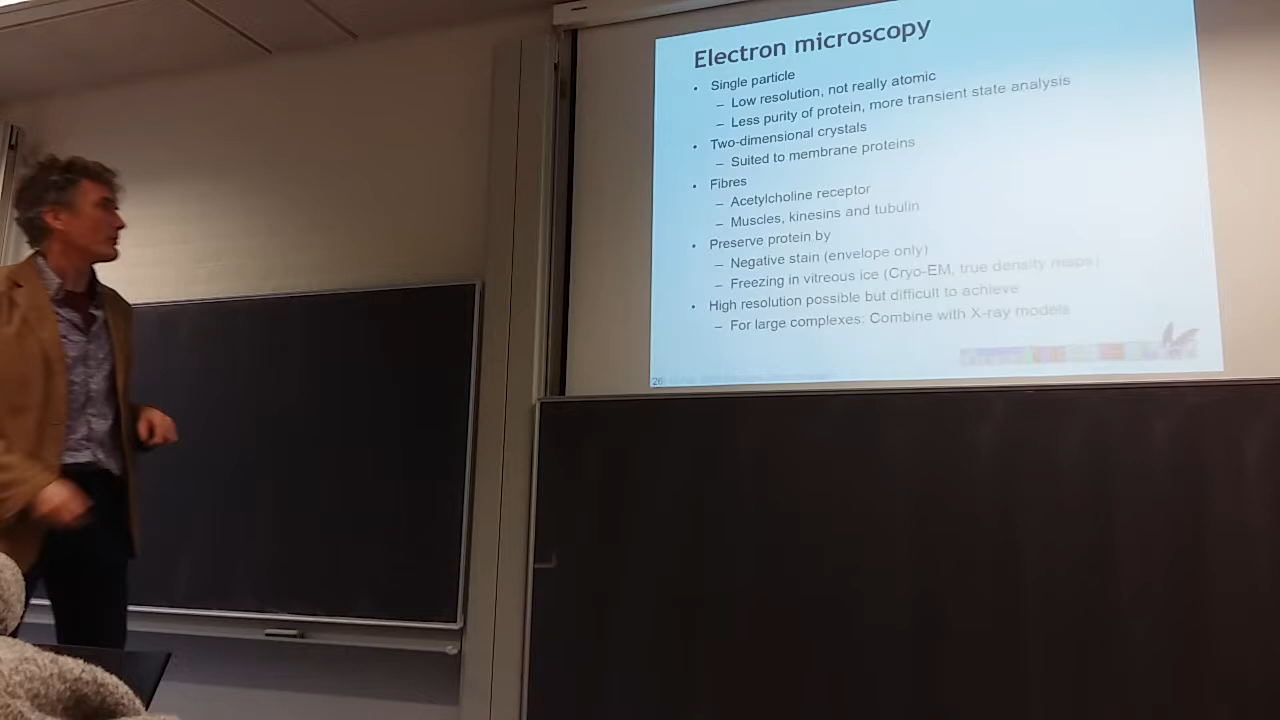 Electron microscopy
• Single particle
– Low resolution, not really atomic
– Less purity of protein, more transient state analysis
• Two-dimensional crystals
– Suited to membrane proteins
• Fibres
– Acetylcholine receptor
– Muscles, kinesins and tubulin
• Preserve protein by
– Negative stain (envelope only)
– Freezing in vitreous ice (Cryo-EM, true density maps)
• High resolution possible but difficult to achieve
– For large complexes: Combine with X-ray models
26